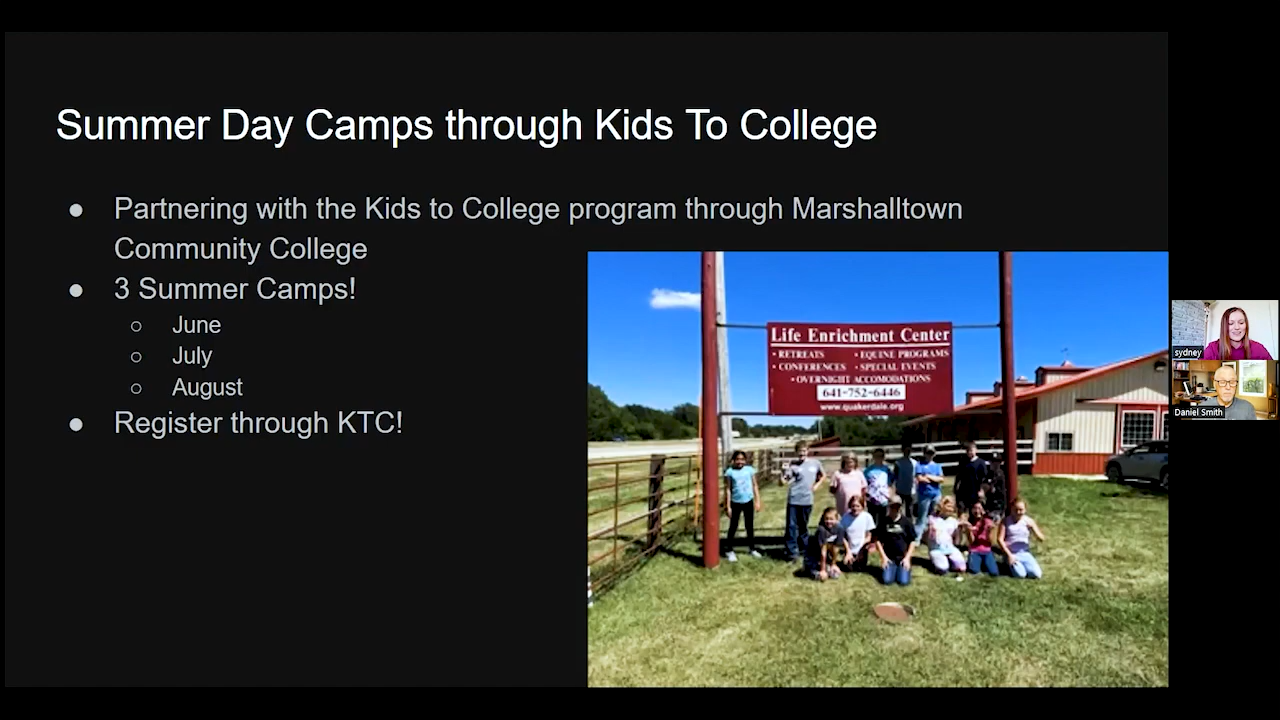 Summer Day Camps through Kids To College
● Partnering with the Kids to College program through Marshalltown
Community College
● 3 Summer Camps!
○ June
○ July
○ August
● Register through KTC!
Life Enrichment Center
• RETREATS • EQUINE PROGRAMS
• CONFERENCES • SPECIAL EVENTS
• OVERNIGHT ACCOMODATIONS
641-752-6446
www.quakerdale.org
sydney
Daniel Smith